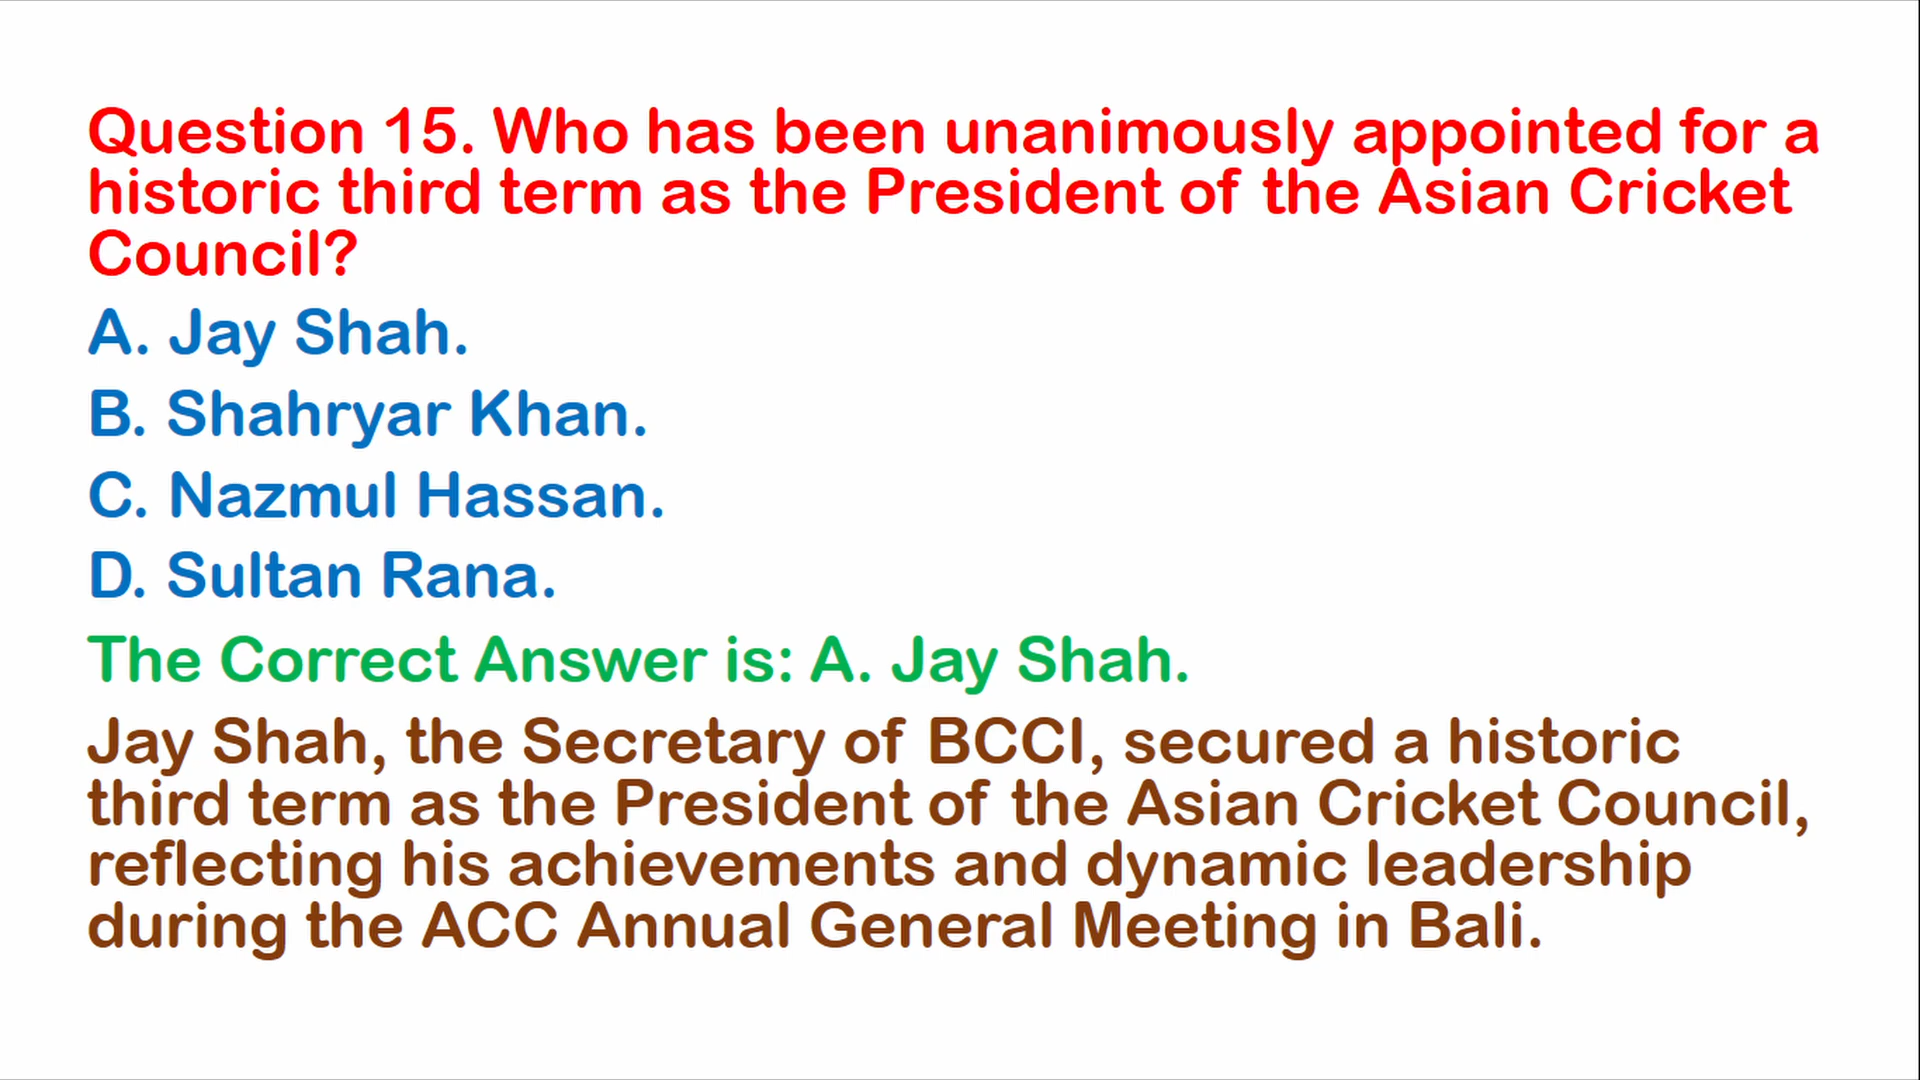 Question 15. Who has been unanimously appointed for a
historic third term as the President of the Asian Cricket
Council?
A. Jay Shah.
B. Shahryar Khan.
C. Nazmul Hassan.
D. Sultan Rana.
The Correct Answer is: A. Jay Shah.
Jay Shah, the Secretary of BCCI, secured a historic
third term as the President of the Asian Cricket Council,
reflecting his achievements and dynamic leadership
during the ACC Annual General Meeting in Bali.